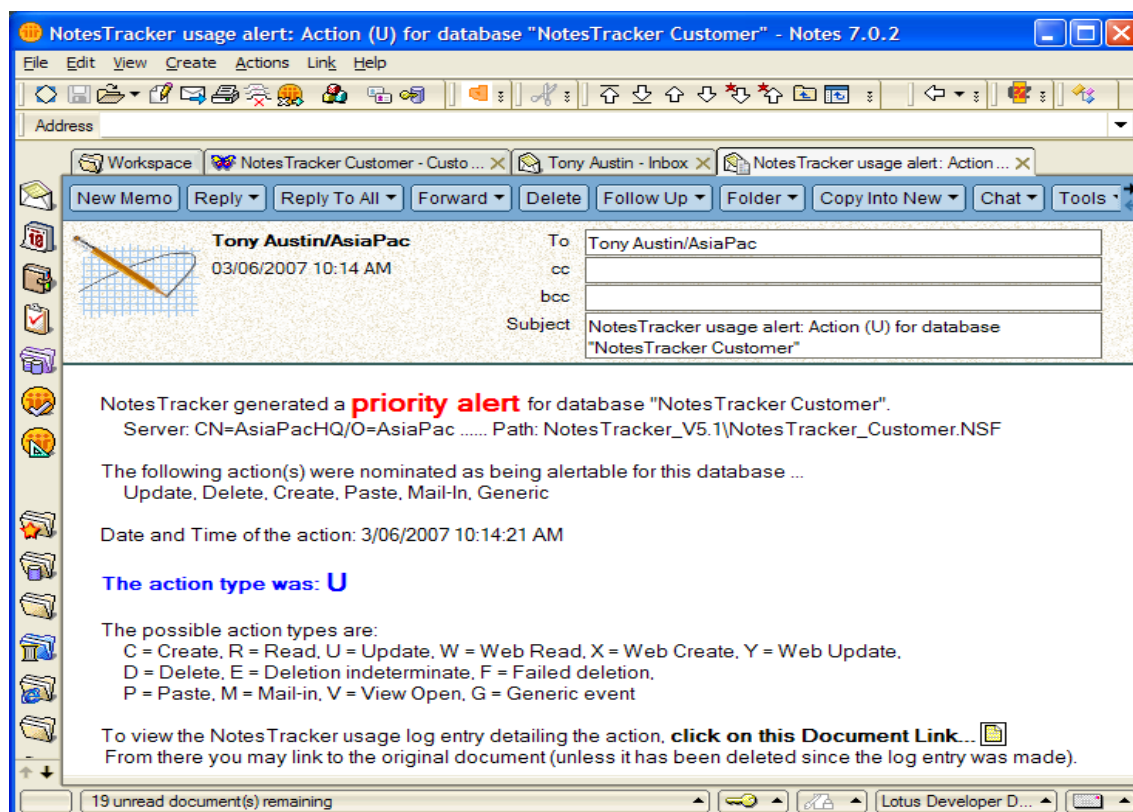 NotesTracker usage alert: Action (U) for database "NotesTracker Customer" - Notes 7.0.2
File Edit View Create Actions Link Help
Address
Workspace NotesTracker Customer - Custo ... Tony Austin - Inbox NotesTracker usage alert: Action ...
New Memo Reply Reply To All Forward Delete Follow Up Folder Copy Into New Chat Tools
Tony Austin/AsiaPac To Tony Austin/AsiaPac
03/06/2007 10:14 AM cc
bcc
Subject NotesTracker usage alert: Action (U) for database
"NotesTracker Customer"
NotesTracker generated a priority alert for database "NotesTracker Customer".
Server: CN=AsiaPacHQ/O=AsiaPac ...... Path: NotesTracker_V5.1\NotesTracker_Customer.NSF
The following action(s) were nominated as being alertable for this database ...
Update, Delete, Create, Paste, Mail-In, Generic
Date and Time of the action: 3/06/2007 10:14:21 AM
The action type was: U
The possible action types are:
C = Create, R = Read, U = Update, W = Web Read, X = Web Create, Y = Web Update,
D = Delete, E = Deletion indeterminate, F = Failed deletion,
P = Paste, M = Mail-in, V = View Open, G = Generic event
To view the NotesTracker usage log entry detailing the action, click on this Document Link...
From there you may link to the original document (unless it has been deleted since the log entry was made).
19 unread document(s) remaining Lotus Developer D...